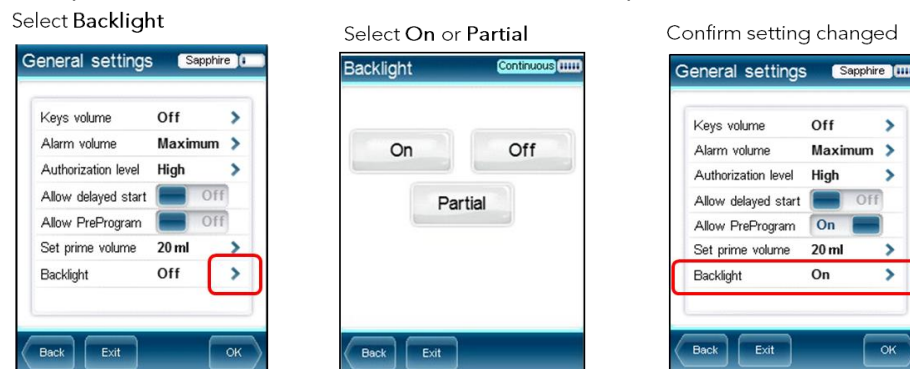 Select Backlight
General settings Sapphire
Keys volume Off
Alarm volume Maximum
Authorization level High
Allow delayed start Off
Allow PreProgram Off
Set prime volume 20 ml
Backlight Off
Back Exit OK
Select On or Partial
Backlight Continuous
On Off
Partial
Back Exit
Confirm setting changed
General settings Sapphire
Keys volume Off
Alarm volume Maximum
Authorization level High
Allow delayed start Off
Allow PreProgram On
Set prime volume 20 ml
Backlight On
Back Exit OK